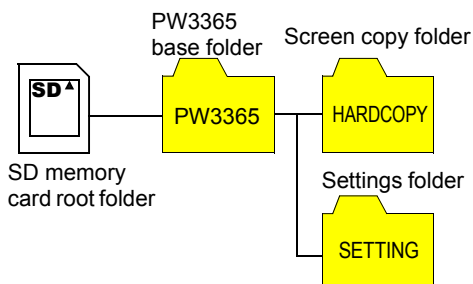 PW3365
base folder
Screen copy folder
SD
PW3365
HARDCOPY
SD memory
card root folder
Settings folder
SETTING